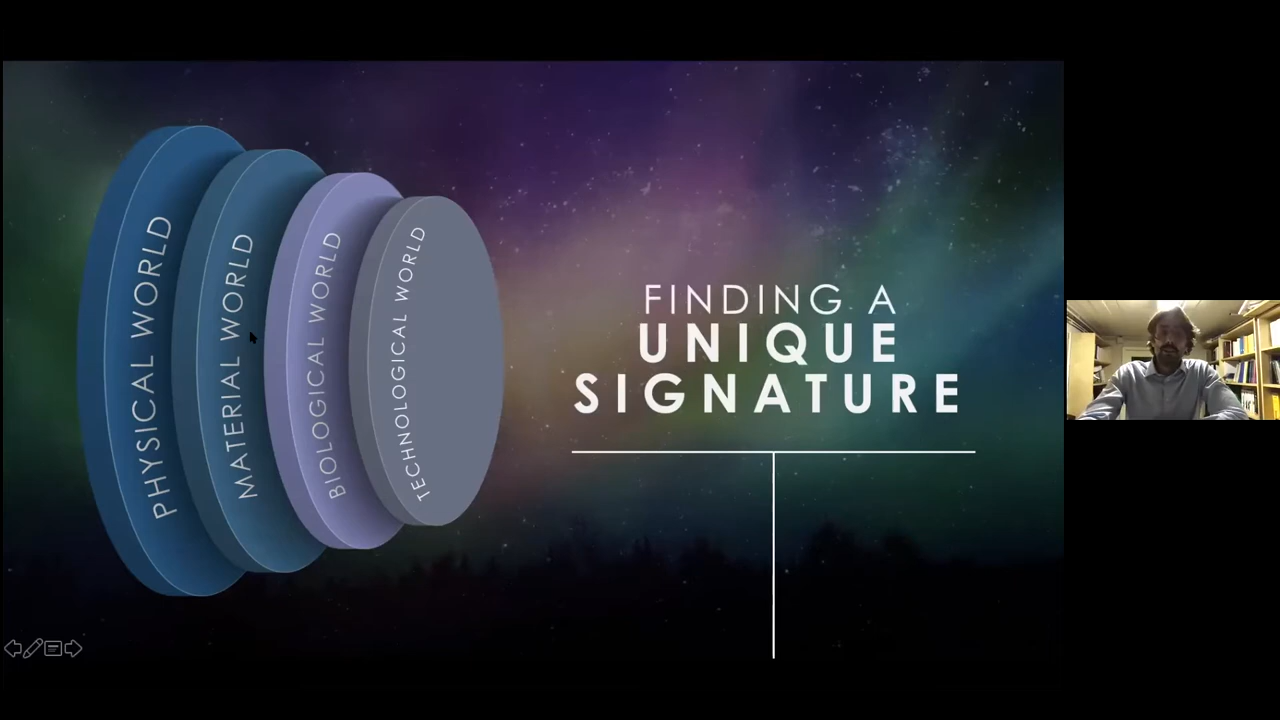 PHYSICAL WORLD
MATERIAL WORLD
BIOLOGICAL WORLD
TECHNOLOGICAL WORLD
FINDING A
UNIQUE
SIGNATURE